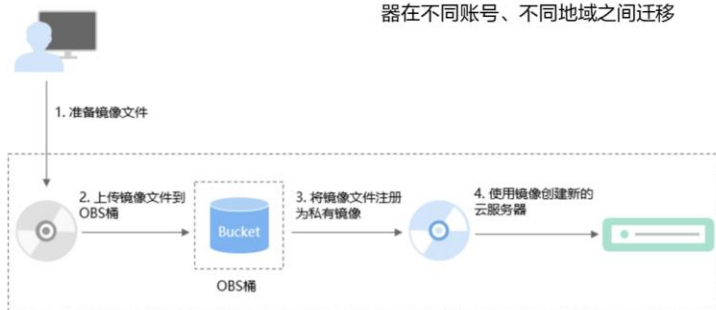 器在不同账号、不同地域之间迁移
1. 准备镜像文件
2. 上传镜像文件到
OBS桶
Bucket
OBS桶
3. 将镜像文件注册
为私有镜像
4. 使用镜像创建新的
云服务器